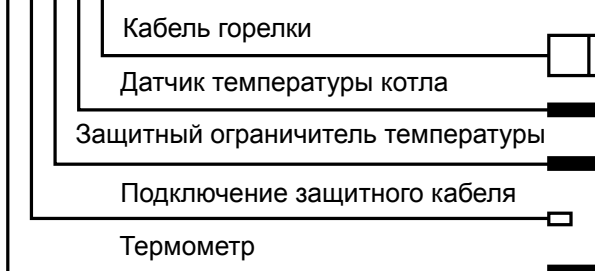 Кабель горелки
Датчик температуры котла
Защитный ограничитель температуры
Подключение защитного кабеля
Термометр